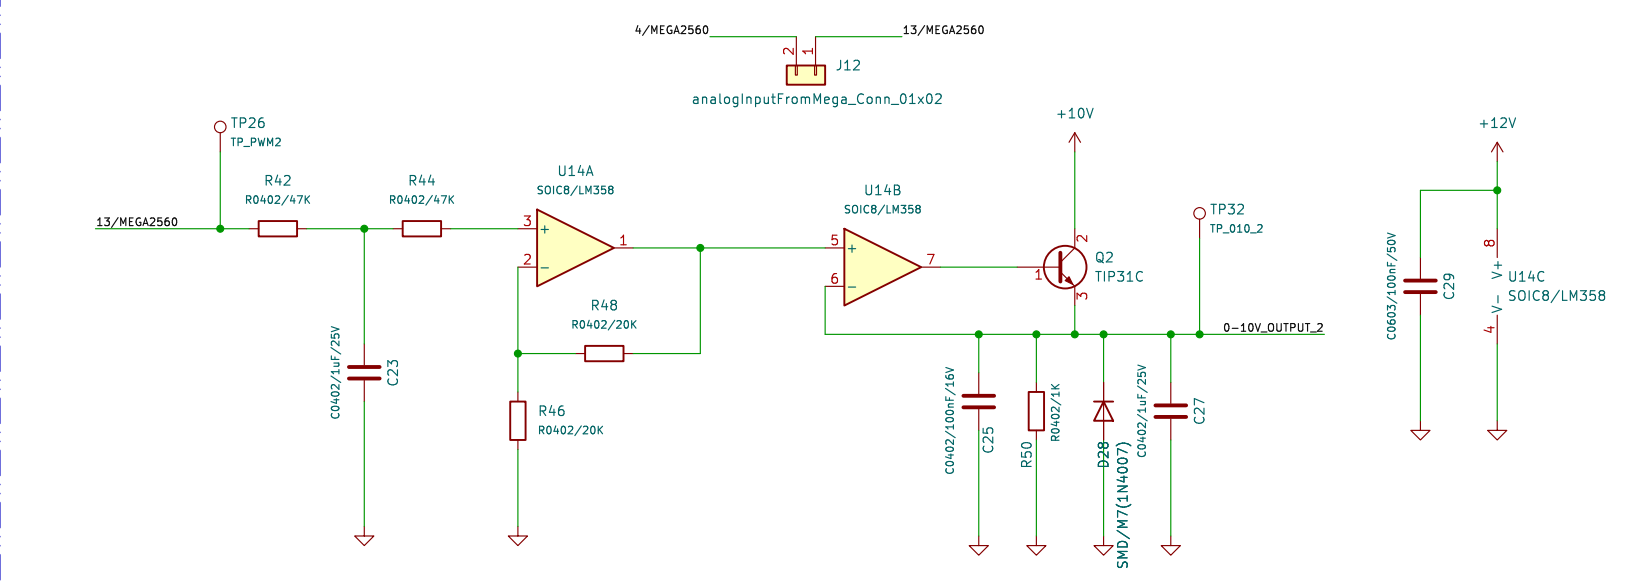 4/MEGA2560
13/MEGA2560
2
1
J12
analogInputFromMega_Conn_01x02
+10V
+12V
TP26
TP_PWM2
R42
R0402/47K
R44
R0402/47K
U14A
SOIC8/LM358
U14B
SOIC8/LM358
TP32
TP_010_2
13/MEGA2560
3
+
2
−
1
5
+
6
−
7
2
1
3
Q2
TIP31C
R48
R0402/20K
0-10V_OUTPUT_2
C0603/100nF/50V
C29
8
V+
V-
4
U14C
SOIC8/LM358
C0402/1uF/25V
C23
R46
R0402/20K
C0402/100nF/16V
C25
R50
R0402/1K
D28
SMD/M7(1N4007)
C0402/1uF/25V
C27